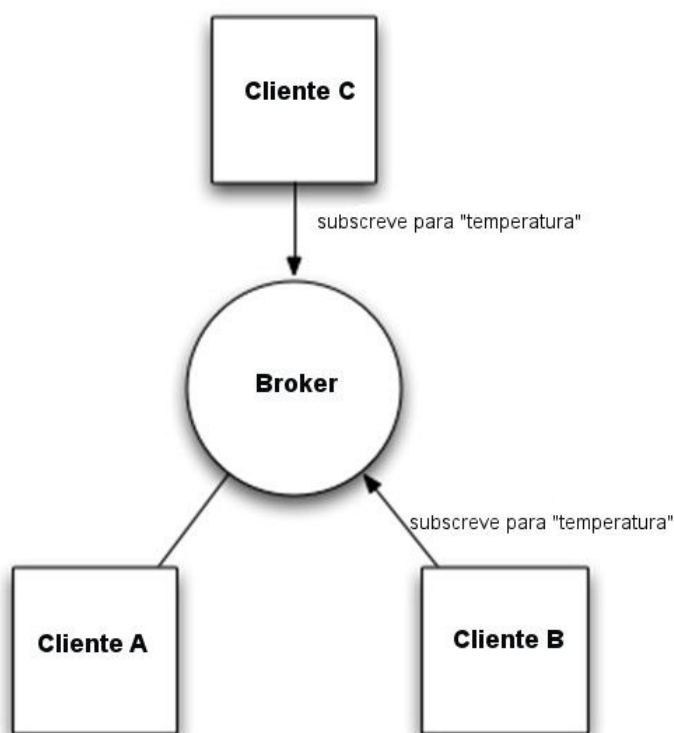 Cliente C
subscreve para "temperatura"
Broker
subscreve para "temperatura"
Cliente A
Cliente B